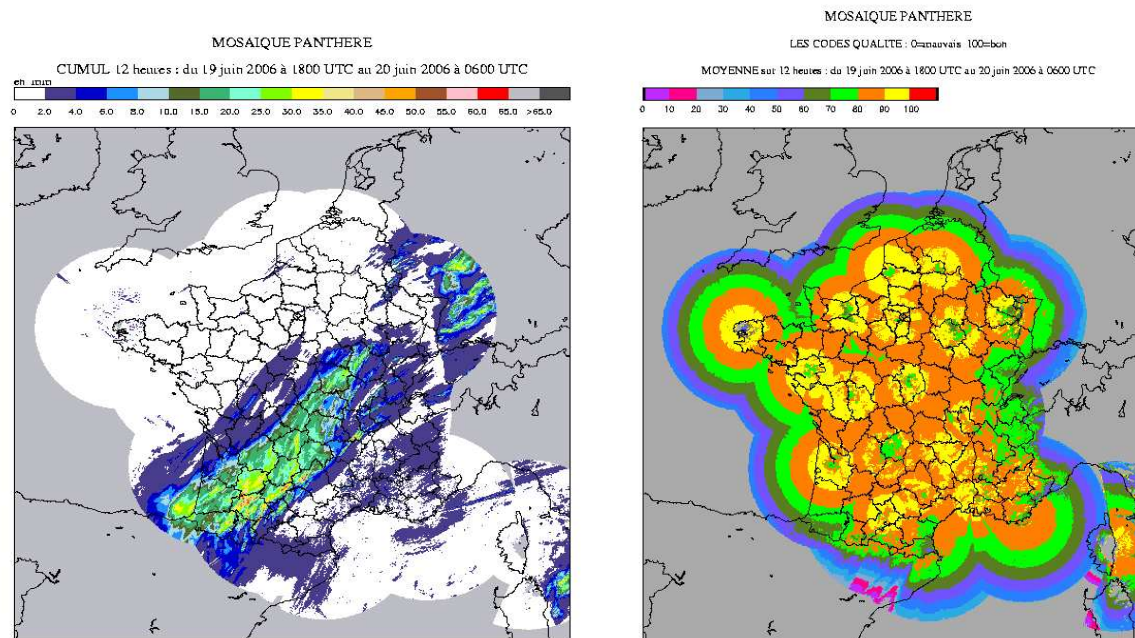 MOSAIQUE PANTHERE
CUMUL 12 heures : du 19 juin 2006 à 1800 UTC au 20 juin 2006 à 0600 UTC
en mm
0 2.0 4.0 6.0 8.0 10.0 15.0 20.0 25.0 30.0 35.0 40.0 45.0 50.0 55.0 60.0 65.0 >65.0
MOSAIQUE PANTHERE
LES CODES QUALITE : 0=mauvais 100=bon
MOYENNE sur 12 heures : du 19 juin 2006 à 1800 UTC au 20 juin 2006 à 0600 UTC
0 10 20 30 40 50 60 70 80 90 100